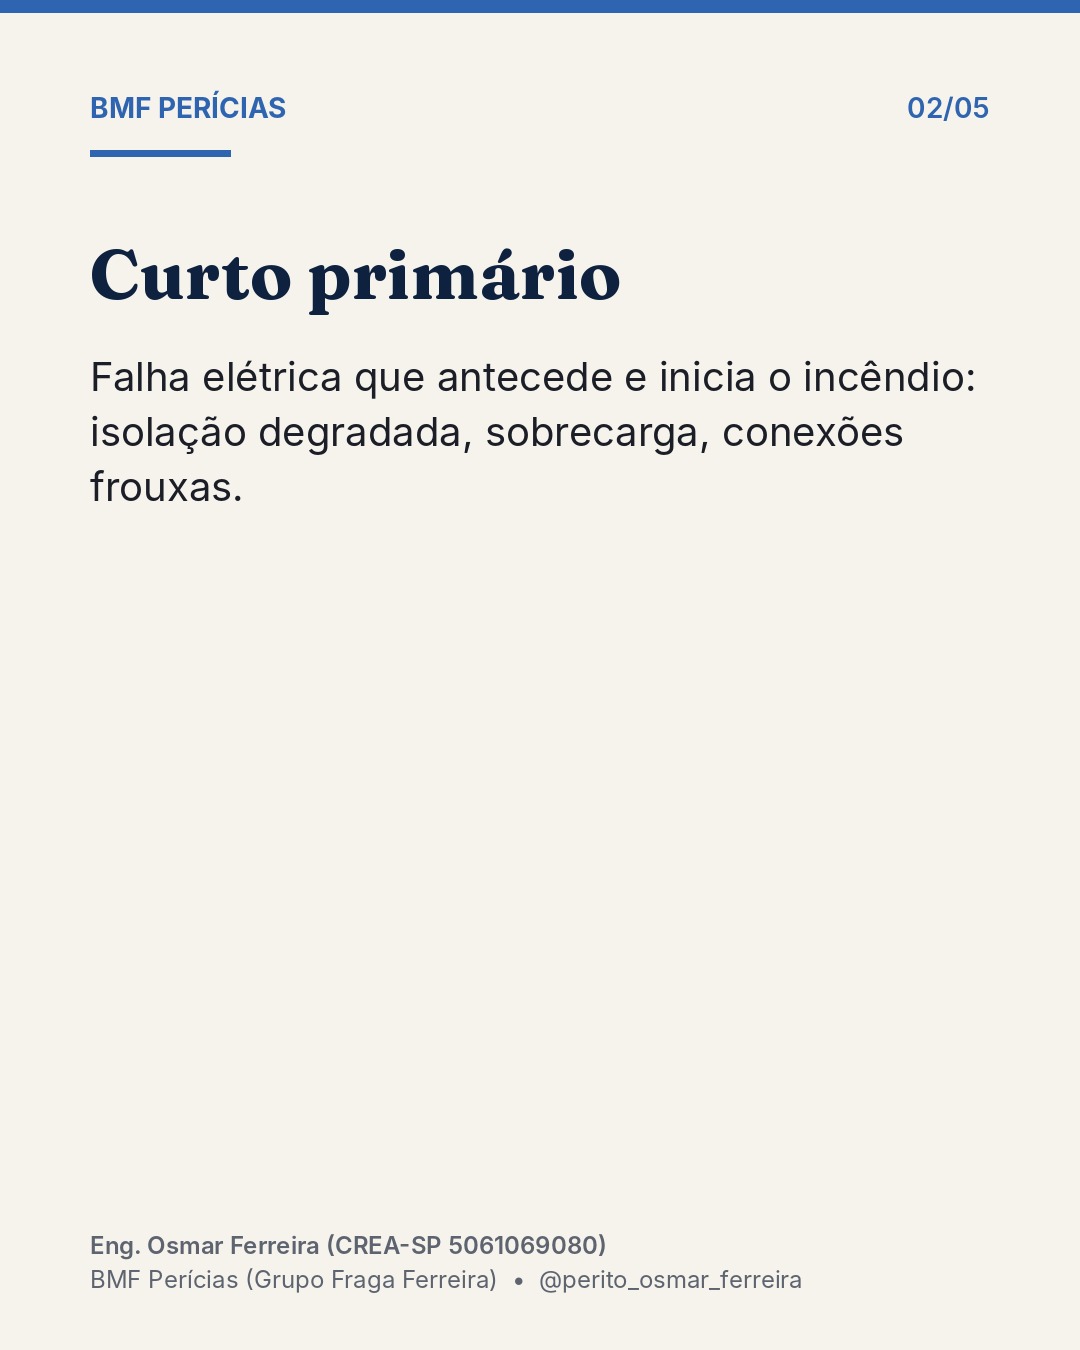 BMF PERÍCIAS
02/05
Curto primário
Falha elétrica que antecede e inicia o incêndio:
isolação degradada, sobrecarga, conexões
frouxas.
Eng. Osmar Ferreira (CREA-SP 5061069080)
BMF Perícias (Grupo Fraga Ferreira) • @perito_osmar_ferreira